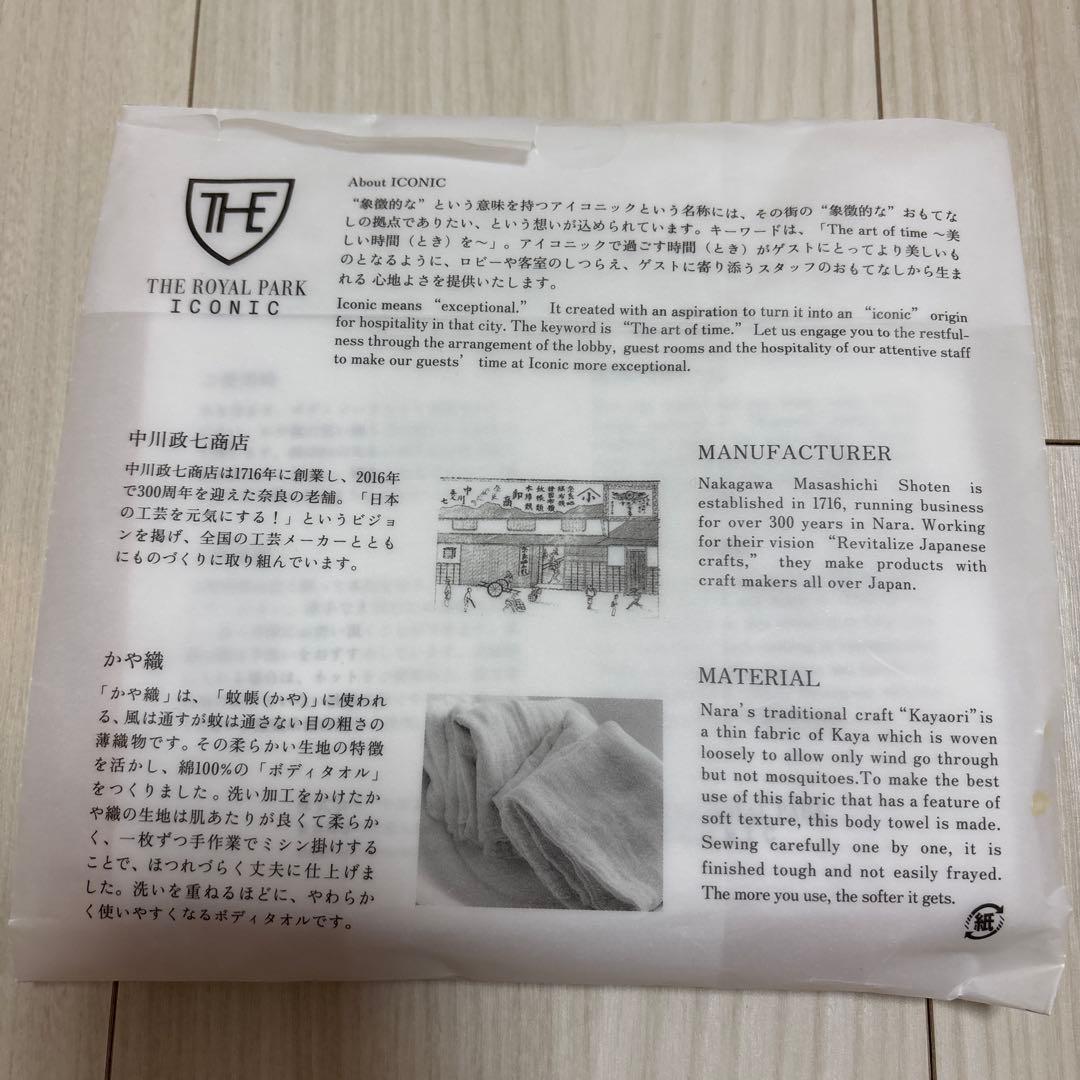 THE
THE ROYAL PARK
ICONIC
About ICONIC
“象徴的な”という意味を持つアイコニックという名称には、その街の“象徴的な”おもてな
しの拠点でありたい、という想いが込められています。キーワードは、「The art of time ～美
しい時間（とき）を～」。アイコニックで過ごす時間（とき）がゲストにとってより美しいも
のとなるように、ロビーや客室のしつらえ、ゲストに寄り添うスタッフのおもてなしから生ま
れる 心地よさを提供いたします。
Iconic means “exceptional.” It created with an aspiration to turn it into an “iconic” origin
for hospitality in that city. The keyword is “The art of time.” Let us engage you to the restful-
ness through the arrangement of the lobby, guest rooms and the hospitality of our attentive staff
to make our guests’ time at Iconic more exceptional.
中川政七商店
中川政七商店は1716年に創業し、2016年
で300周年を迎えた奈良の老舗。「日本
の工芸を元気にする！」というビジョ
ンを掲げ、全国の工芸メーカーととも
にものづくりに取り組んでいます。
MANUFACTURER
Nakagawa Masashichi Shoten is
established in 1716, running business
for over 300 years in Nara. Working
for their vision “Revitalize Japanese
crafts,” they make products with
craft makers all over Japan.
かや織
「かや織」は、「蚊帳(かや)」に使われ
る、風は通すが蚊は通さない目の粗さの
薄織物です。その柔らかい生地の特徴
を活かし、綿100%の「ボディタオル」
をつくりました。洗い加工をかけたか
や織の生地は肌あたりが良くて柔らか
く、一枚ずつ手作業でミシン掛けする
ことで、ほつれづらく丈夫に仕上げま
した。洗いを重ねるほどに、やわらか
く使いやすくなるボディタオルです。
MATERIAL
Nara’s traditional craft “Kayaori” is
a thin fabric of Kaya which is woven
loosely to allow only wind go through
but not mosquitoes.To make the best
use of this fabric that has a feature of
soft texture, this body towel is made.
Sewing carefully one by one, it is
finished tough and not easily frayed.
The more you use, the softer it gets.
紙